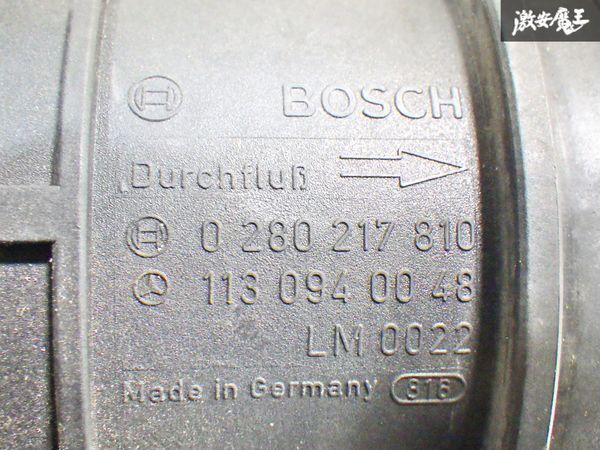 激安魔王
BOSCH
Durchfluß
0 280 217 810
113 094 00 48
LM 0022
Made in Germany 316